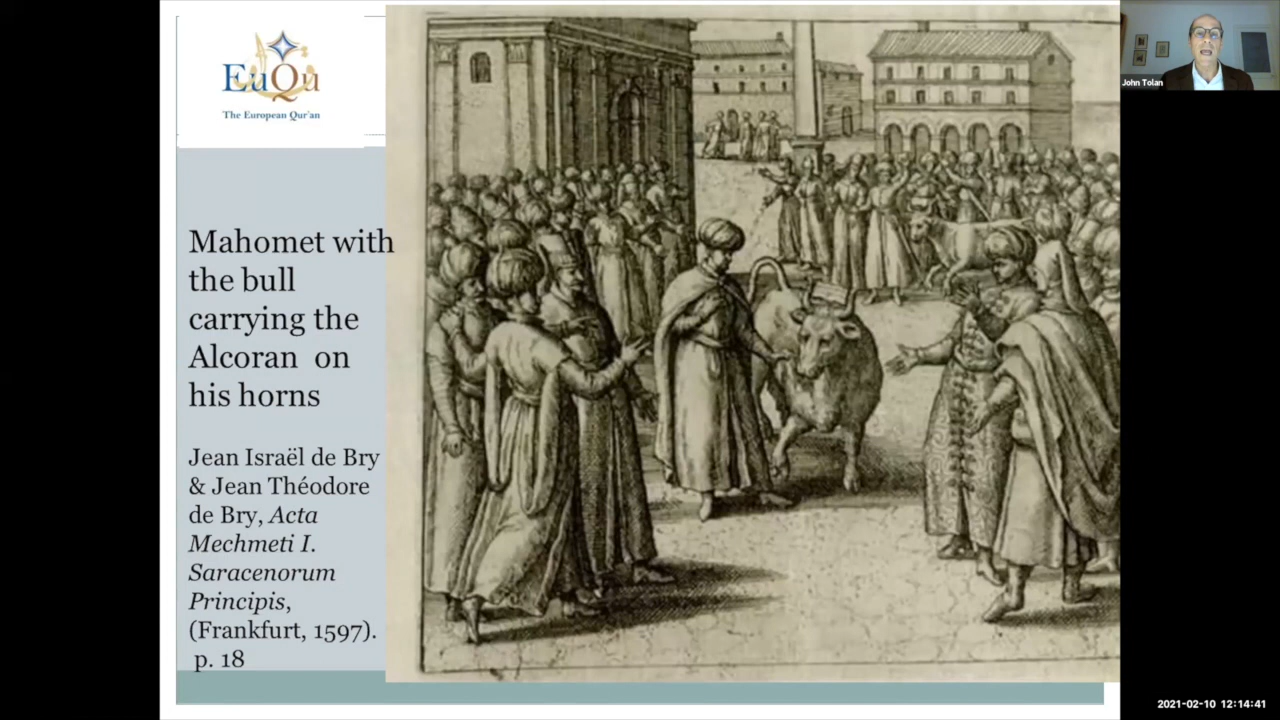 EuQu
The European Qur'an
Mahomet with
the bull
carrying the
Alcoran on
his horns
Jean Israël de Bry
& Jean Théodore
de Bry, Acta
Mechmeti I.
Saracenorum
Principis,
(Frankfurt, 1597).
p. 18
John Tolan
2021-02-10 12:14:41